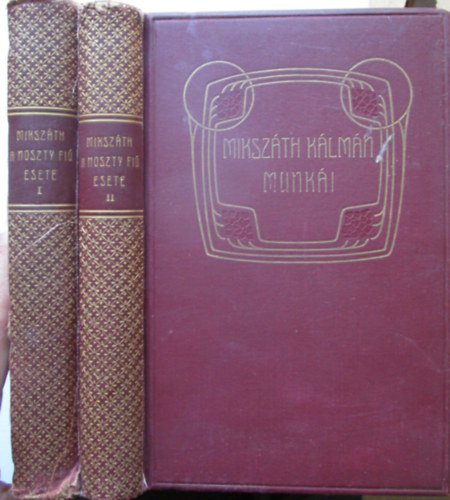 MIKSZÁTH
A NOSZTY FIÚ
ESETE
I
MIKSZÁTH
A NOSZTY FIÚ
ESETE
II
MIKSZÁTH KÁLMÁN
MUNKÁI